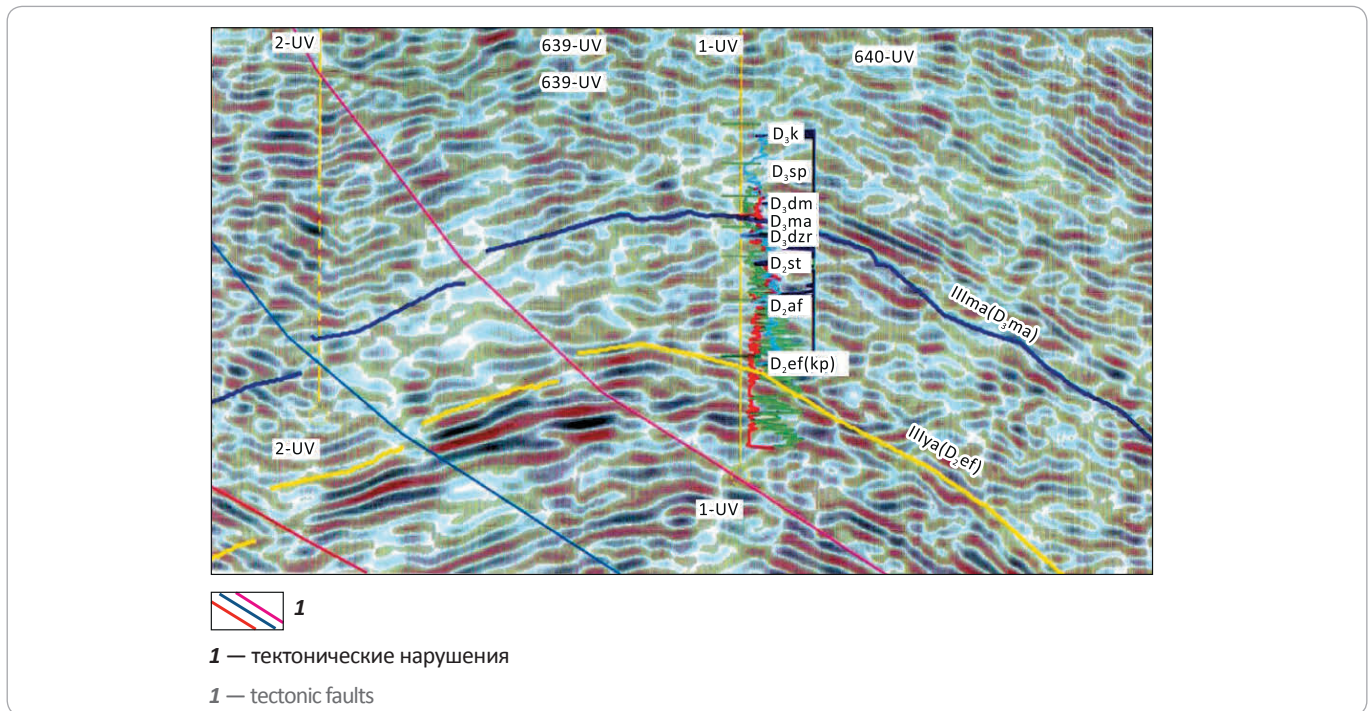 2-UV
639-UV
1-UV
640-UV
639-UV
D₃k
D₃sp
D₃dm
D₃ma
D₃dzr
D₂st
D₂af
IIIma(D₃ma)
D₂ef(kp)
2-UV
IIIya(D₂ef)
1-UV
1
1 — тектонические нарушения
1 — tectonic faults